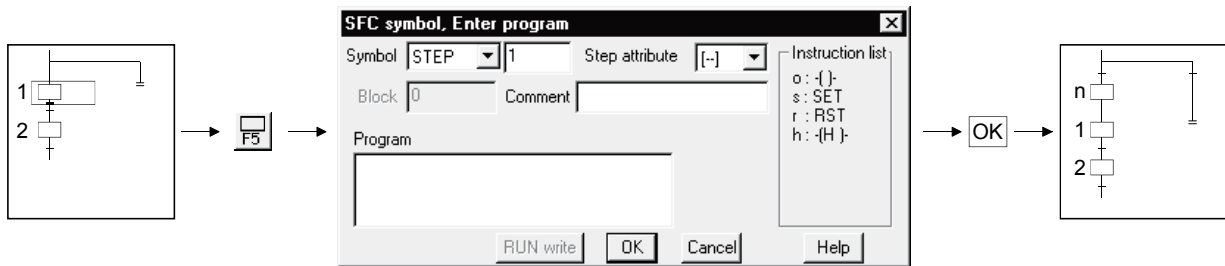 1
2
F5
SFC symbol, Enter program
Symbol STEP 1 Step attribute [--]
Block 0 Comment
Program
Instruction list
o : -( )-
s : SET
r : RST
h : -(H )-
RUN write OK Cancel Help
OK
n
1
2